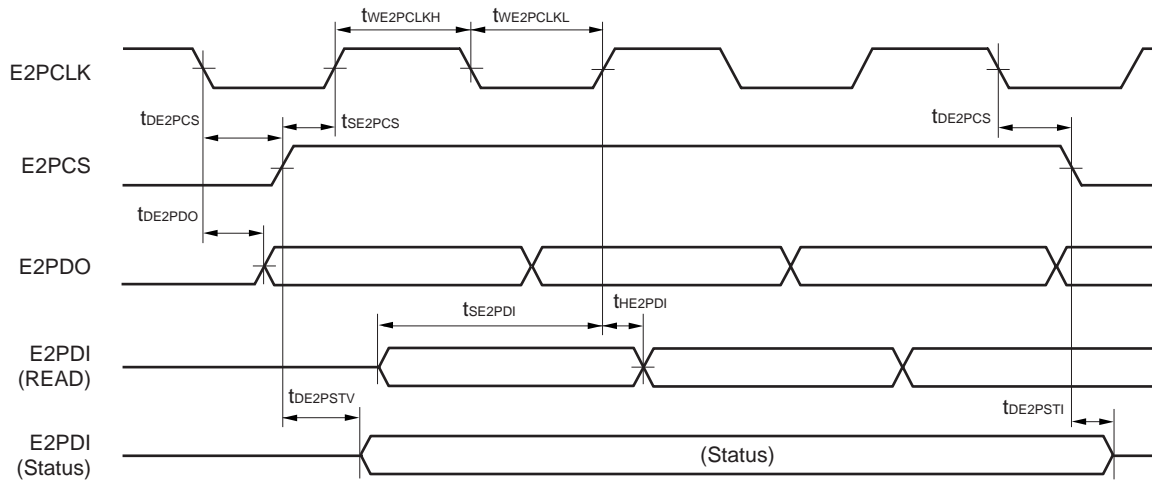 tWE2PCLKH
tWE2PCLKL
E2PCLK
tDE2PCS
tSE2PCS
tDE2PCS
E2PCS
tDE2PDO
E2PDO
tSE2PDI
tHE2PDI
E2PDI
(READ)
tDE2PSTV
tDE2PSTI
E2PDI
(Status)
(Status)